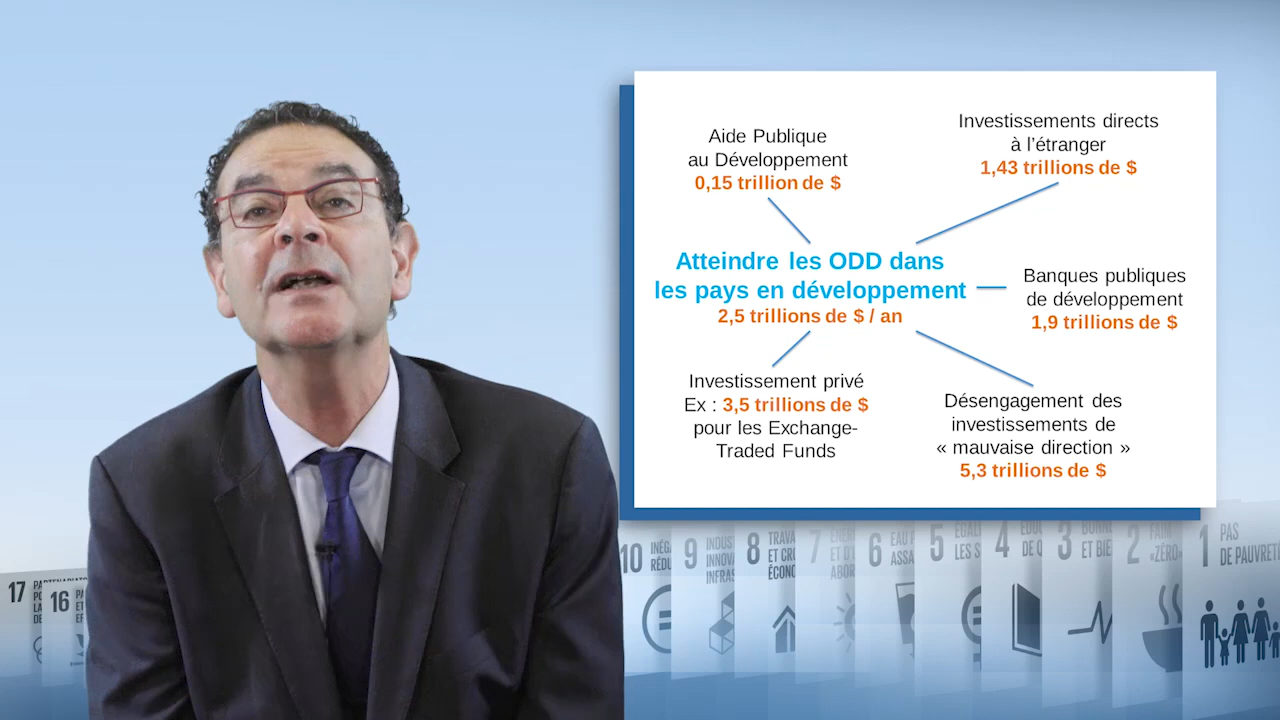 Aide Publique
au Développement
0,15 trillion de $
Investissements directs
à l’étranger
1,43 trillions de $
Atteindre les ODD dans
les pays en développement
2,5 trillions de $ / an
Banques publiques
de développement
1,9 trillions de $
Investissement privé
Ex : 3,5 trillions de $
pour les Exchange-
Traded Funds
Désengagement des
investissements de
« mauvaise direction »
5,3 trillions de $
17
16
10
9
8
7
6
5
4
3
2
1 PAS
DE PAUVRET